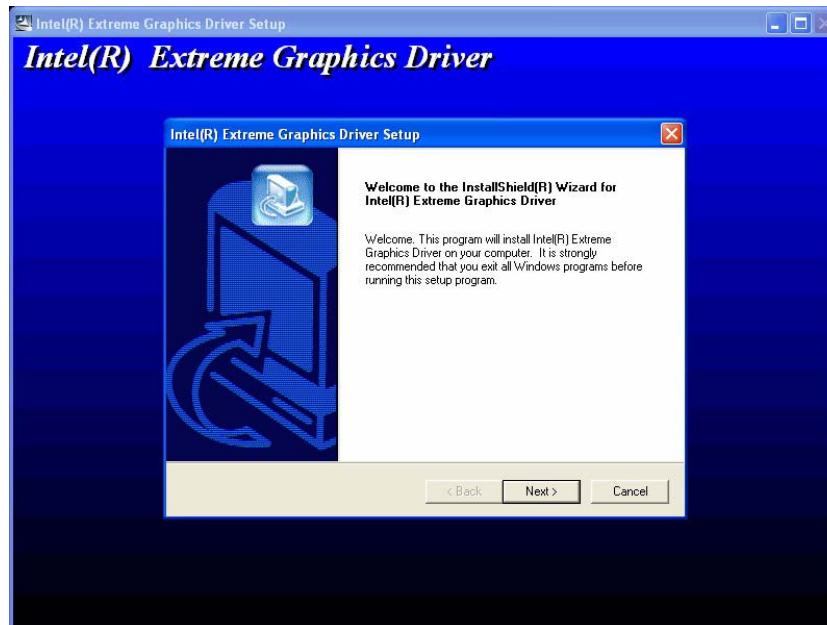 Intel(R) Extreme Graphics Driver Setup
Intel(R) Extreme Graphics Driver
Intel(R) Extreme Graphics Driver Setup
Welcome to the InstallShield(R) Wizard for
Intel(R) Extreme Graphics Driver
Welcome. This program will install Intel(R) Extreme
Graphics Driver on your computer. It is strongly
recommended that you exit all Windows programs before
running this setup program.
< Back Next > Cancel